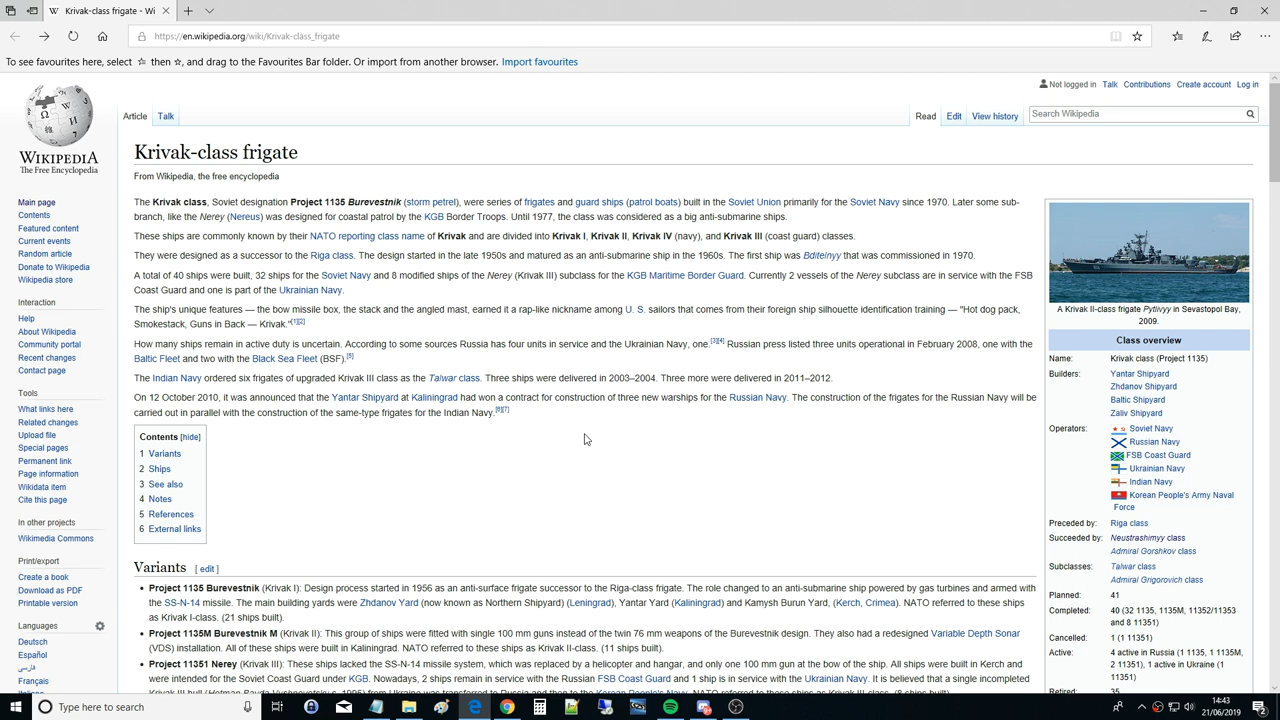 Krivak-class frigate - Wi
https://en.wikipedia.org/wiki/Krivak-class_frigate
To see favourites here, select ☆ then ☆, and drag to the Favourites Bar folder. Or import from another browser. Import favourites
Not logged in Talk Contributions Create account Log in
Article Talk
Read Edit View history
Search Wikipedia
WIKIPEDIA
The Free Encyclopedia
Main page
Contents
Featured content
Current events
Random article
Donate to Wikipedia
Wikipedia store
Interaction
Help
About Wikipedia
Community portal
Recent changes
Contact page
Tools
What links here
Related changes
Upload file
Special pages
Permanent link
Page information
Wikidata item
Cite this page
In other projects
Wikimedia Commons
Print/export
Create a book
Download as PDF
Printable version
Languages
Deutsch
Español
فارسی
Français
Krivak-class frigate
From Wikipedia, the free encyclopedia
The Krivak class, Soviet designation Project 1135 Burevestnik (storm petrel), were series of frigates and guard ships (patrol boats) built in the Soviet Union primarily for the Soviet Navy since 1970. Later some sub-
branch, like the Nerey (Nereus) was designed for coastal patrol by the KGB Border Troops. Until 1977, the class was considered as a big anti-submarine ships.
These ships are commonly known by their NATO reporting class name of Krivak and are divided into Krivak I, Krivak II, Krivak IV (navy), and Krivak III (coast guard) classes.
They were designed as a successor to the Riga class. The design started in the late 1950s and matured as an anti-submarine ship in the 1960s. The first ship was Bditelnyy that was commissioned in 1970.
A total of 40 ships were built, 32 ships for the Soviet Navy and 8 modified ships of the Nerey (Krivak III) subclass for the KGB Maritime Border Guard. Currently 2 vessels of the Nerey subclass are in service with the FSB
Coast Guard and one is part of the Ukrainian Navy.
The ship's unique features — the bow missile box, the stack and the angled mast, earned it a rap-like nickname among U. S. sailors that comes from their foreign ship silhouette identification training — "Hot dog pack,
Smokestack, Guns in Back — Krivak."[1][2]
How many ships remain in active duty is uncertain. According to some sources Russia has four units in service and the Ukrainian Navy, one.[3][4] Russian press listed three units operational in February 2008, one with the
Baltic Fleet and two with the Black Sea Fleet (BSF).[5]
The Indian Navy ordered six frigates of upgraded Krivak III class as the Talwar class. Three ships were delivered in 2003–2004. Three more were delivered in 2011–2012.
On 12 October 2010, it was announced that the Yantar Shipyard at Kaliningrad had won a contract for construction of three new warships for the Russian Navy. The construction of the frigates for the Russian Navy will be
carried out in parallel with the construction of the same-type frigates for the Indian Navy.[6][7]
Contents [hide]
1 Variants
2 Ships
3 See also
4 Notes
5 References
6 External links
Variants [ edit ]
• Project 1135 Burevestnik (Krivak I): Design process started in 1956 as an anti-surface frigate successor to the Riga-class frigate. The role changed to an anti-submarine ship powered by gas turbines and armed with
the SS-N-14 missile. The main building yards were Zhdanov Yard (now known as Northern Shipyard) (Leningrad), Yantar Yard (Kaliningrad) and Kamysh Burun Yard, (Kerch, Crimea). NATO referred to these ships
as Krivak I-class. (21 ships built).
• Project 1135M Burevestnik M (Krivak II): This group of ships were fitted with single 100 mm guns instead of the twin 76 mm weapons of the Burevestnik design. They also had a redesigned Variable Depth Sonar
(VDS) installation. All of these were built in Kaliningrad. NATO referred to these ships as Krivak II-class. (11 ships built).
• Project 11351 Nerey (Krivak III): These ships lacked the SS-N-14 missile system, which was replaced by a helicopter and hangar, and only one 100 mm gun at the bow of the ship. All ships were built in Kerch and
were intended for the Soviet Coast Guard under KGB. Nowadays, 2 ships remain in service with the Russian FSB Coast Guard and 1 ship is in service with the Ukrainian Navy. It is believed that a single incompleted
A Krivak II-class frigate Pytlivyy in Sevastopol Bay,
2009.
Class overview
Name: Krivak class (Project 1135)
Builders: Yantar Shipyard
Zhdanov Shipyard
Baltic Shipyard
Zaliv Shipyard
Operators: Soviet Navy
Russian Navy
FSB Coast Guard
Ukrainian Navy
Indian Navy
Korean People's Army Naval
Force
Preceded by: Riga class
Succeeded by: Neustrashimyy class
Admiral Gorshkov class
Subclasses: Talwar class
Admiral Grigorovich class
Planned: 41
Completed: 40 (32 1135, 1135M, 11352/11353
and 8 11351)
Cancelled: 1 (1 11351)
Active: 4 active in Russia (1 1135, 1 1135M,
2 11351), 1 active in Ukraine (1
11351)
Type here to search
14:43
21/06/2019